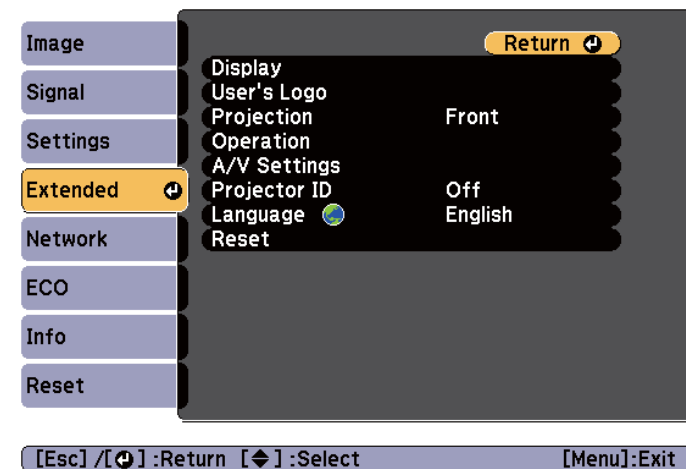 Image
Signal
Settings
Extended
Network
ECO
Info
Reset
Return
Display
User's Logo
Projection Front
Operation
A/V Settings
Projector ID Off
Language English
Reset
[Esc] /[ ] :Return [ ] :Select [Menu]:Exit